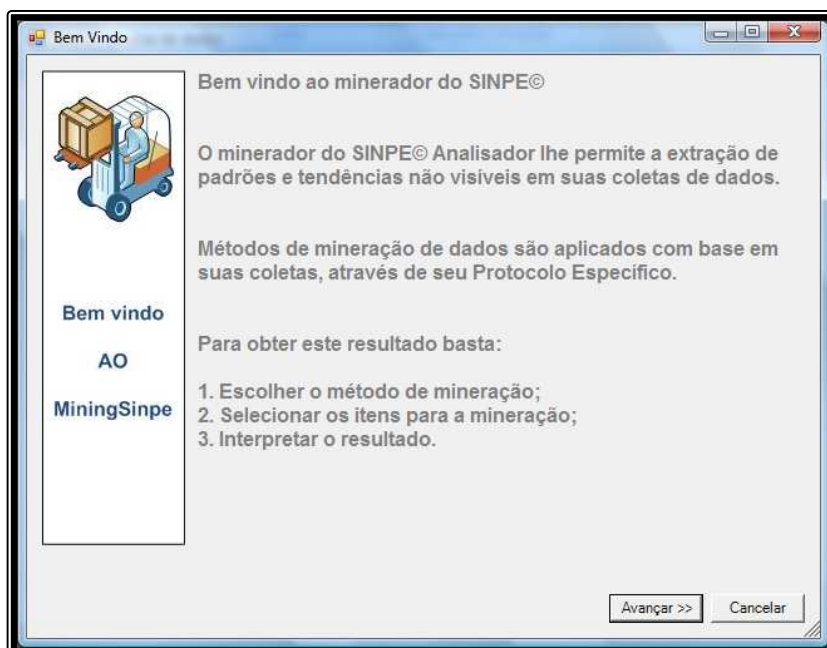 Bem Vindo
Bem vindo ao minerador do SINPE©
O minerador do SINPE© Analisador lhe permite a extração de
padrões e tendências não visíveis em suas coletas de dados.
Métodos de mineração de dados são aplicados com base em
suas coletas, através de seu Protocolo Específico.
Para obter este resultado basta:
1. Escolher o método de mineração;
2. Selecionar os itens para a mineração;
3. Interpretar o resultado.
Bem vindo
AO
MiningSinpe
Avançar >>
Cancelar